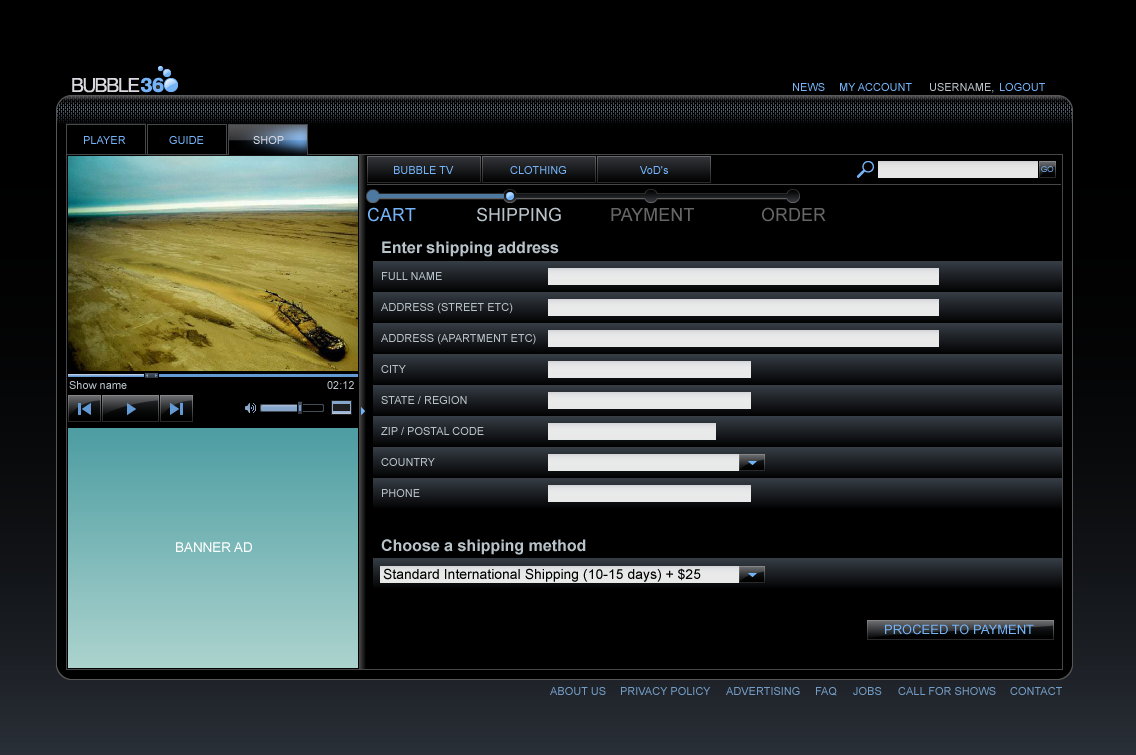 BUBBLE36
NEWS MY ACCOUNT USERNAME, LOGOUT
PLAYER GUIDE SHOP
BUBBLE TV CLOTHING VoD's GO
CART SHIPPING PAYMENT ORDER
Enter shipping address
FULL NAME
ADDRESS (STREET ETC)
ADDRESS (APARTMENT ETC)
CITY
STATE / REGION
ZIP / POSTAL CODE
COUNTRY
PHONE
Choose a shipping method
Standard International Shipping (10-15 days) + $25
PROCEED TO PAYMENT
Show name 02:12
BANNER AD
ABOUT US PRIVACY POLICY ADVERTISING FAQ JOBS CALL FOR SHOWS CONTACT